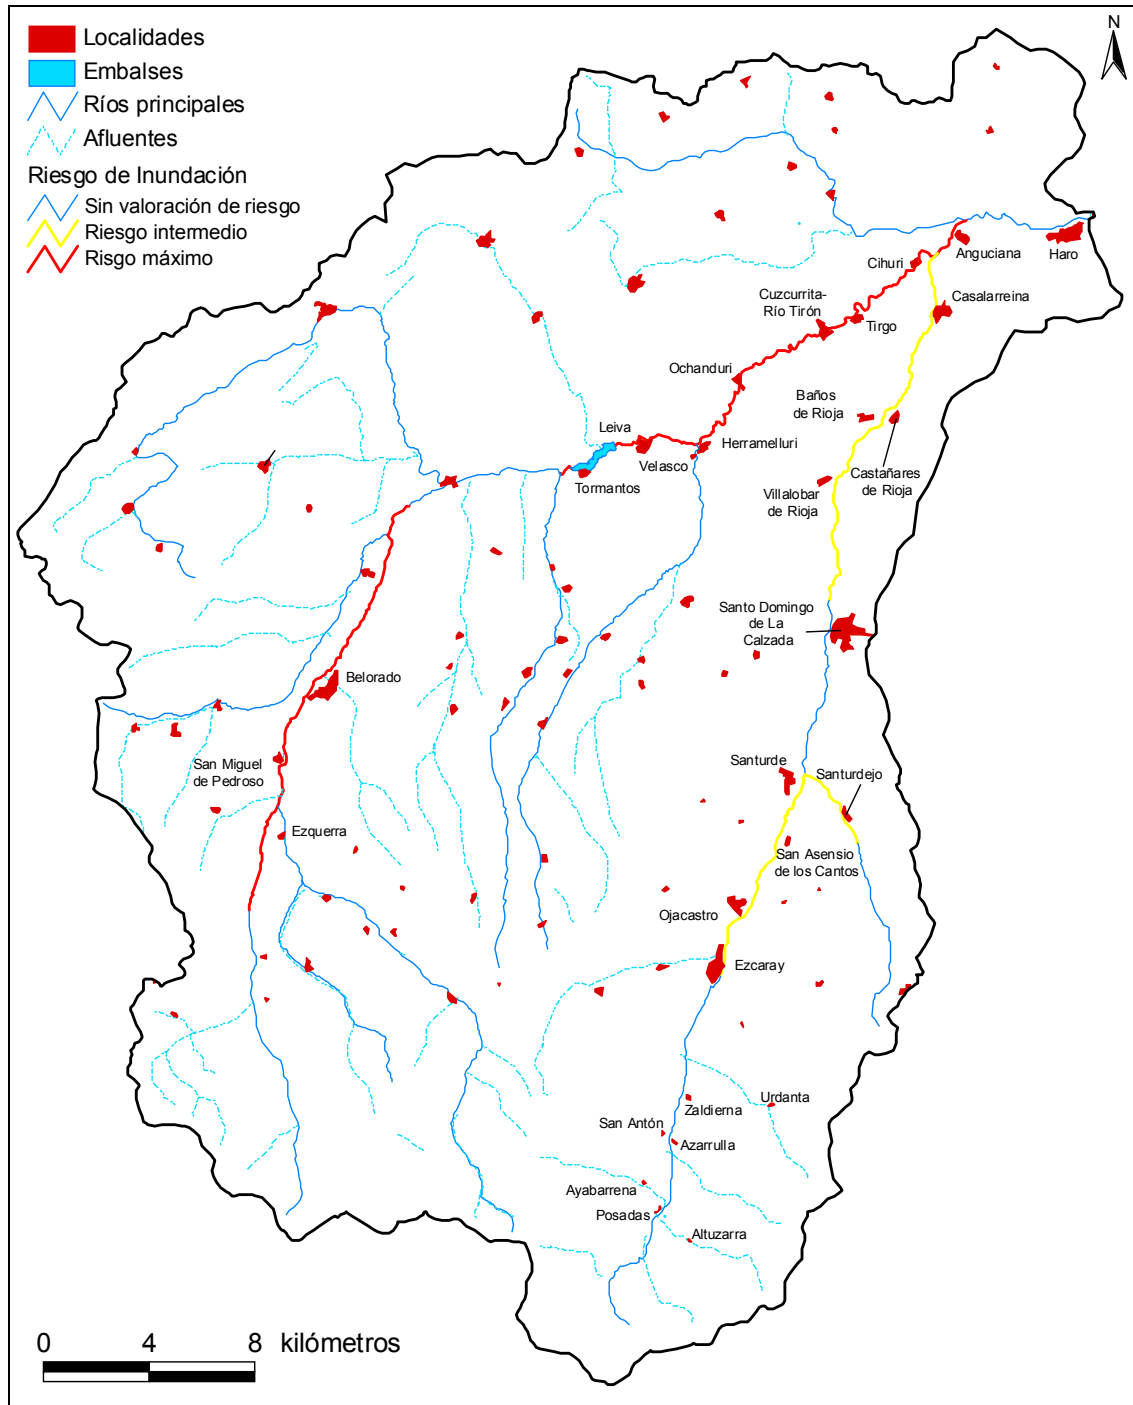 Localidades
Embalses
Ríos principales
Afluentes
Riesgo de Inundación
Sin valoración de riesgo
Riesgo intermedio
Risgo máximo
N
Cihuri
Anguciana
Haro
Cuzcurrita-
Río Tirón
Casalarreina
Tirgo
Ochanduri
Baños
de Rioja
Leiva
Herramelluri
Velasco
Castañares
de Rioja
Tormantos
Villalobar
de Rioja
Santo Domingo
de La
Calzada
Belorado
San Miguel
de Pedroso
Santurde
Santurdejo
Ezquerra
San Asensio
de los Cantos
Ojacastro
Ezcaray
Zaldierna
Urdanta
San Antón
Azarrulla
Ayabarrena
Posadas
Altuzarra
0 4 8 kilómetros